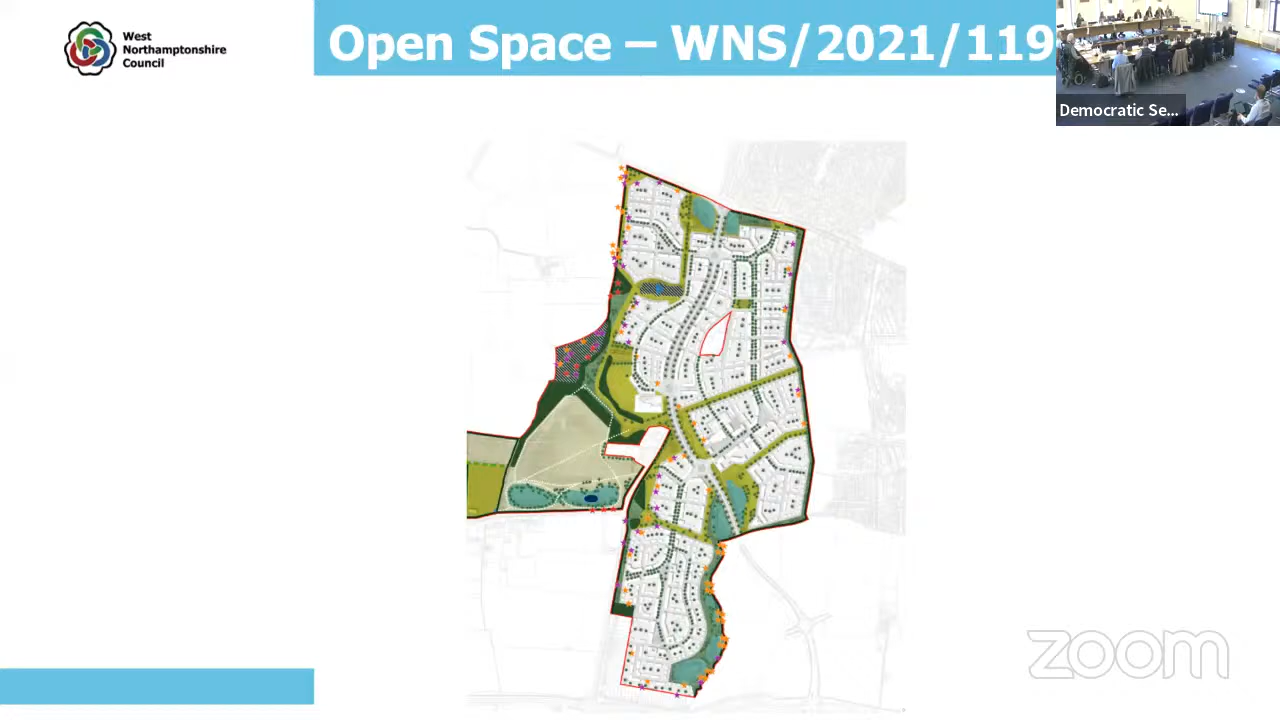 West
Northamptonshire
Council
Open Space – WNS/2021/119
Democratic Se...
zoom